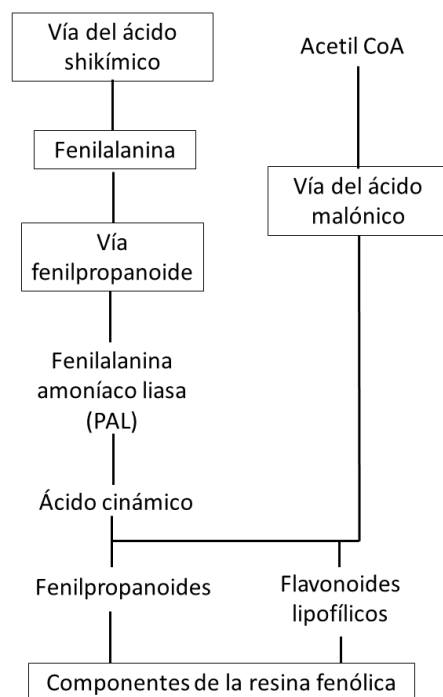 Vía del ácido
shikímico
Acetil CoA
Fenilalanina
Vía del ácido
malónico
Vía
fenilpropanoide
Fenilalanina
amoníaco liasa
(PAL)
Ácido cinámico
Fenilpropanoides
Flavonoides
lipofílicos
Componentes de la resina fenólica